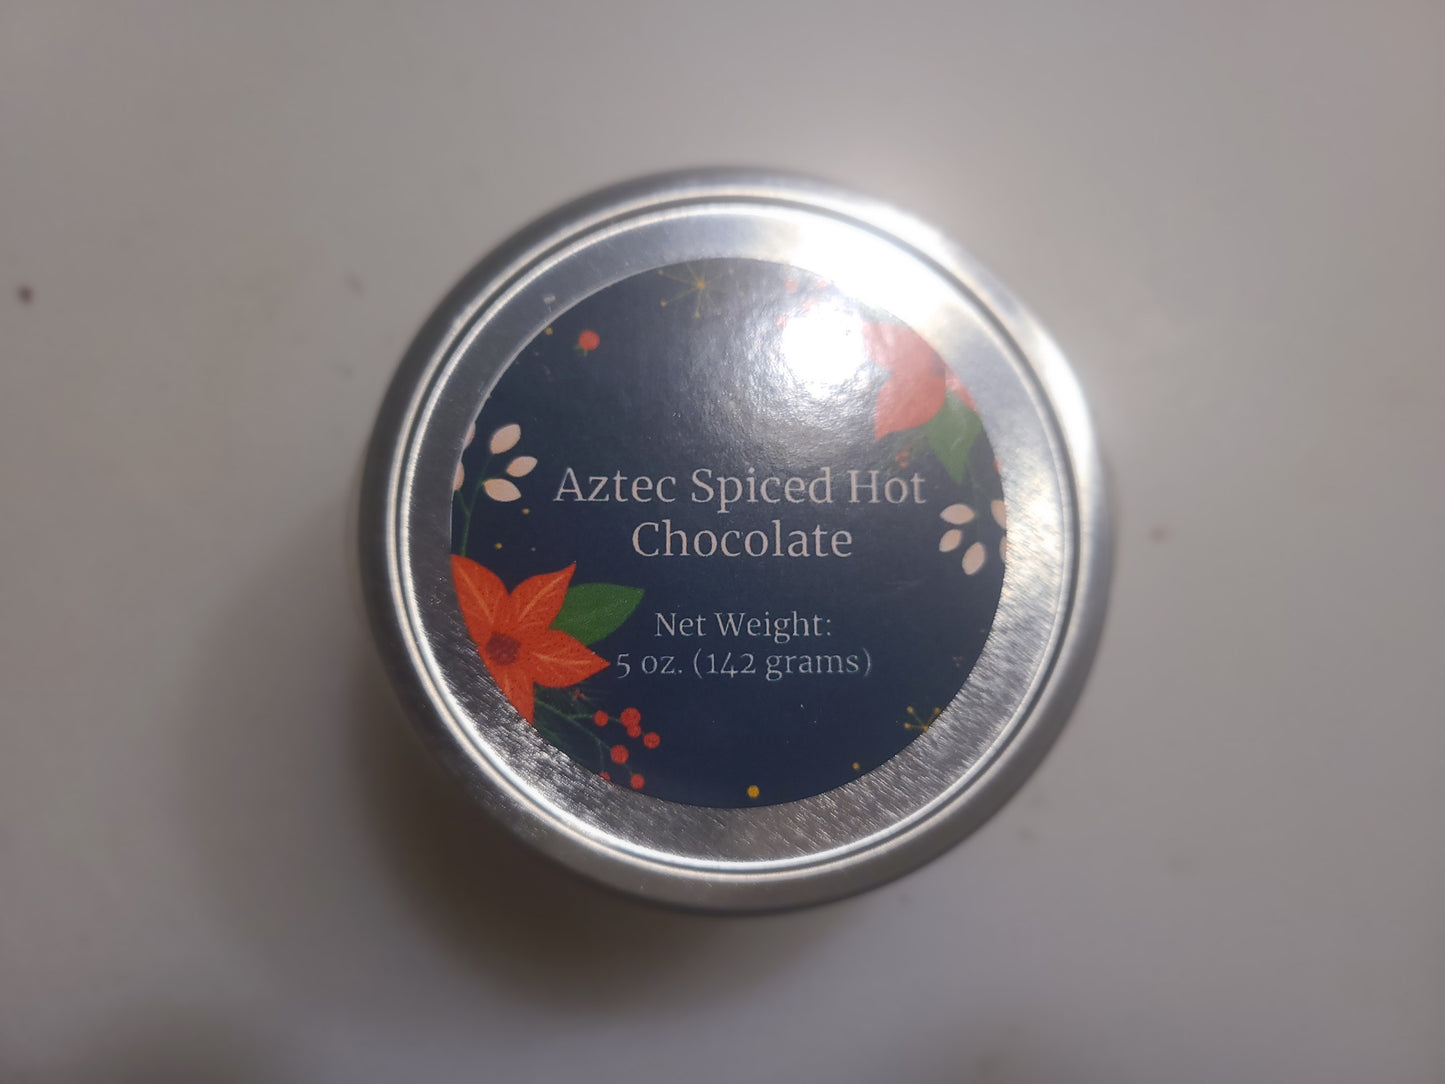 Aztec Spiced Hot
Chocolate
Net Weight:
5 oz. (142 grams)